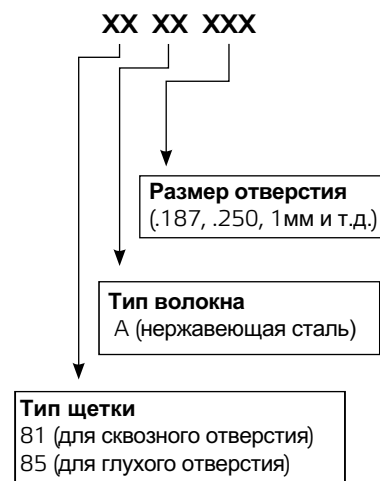 XX XX XXX
Размер отверстия
(.187, .250, 1мм и т.д.)
Тип волокна
A (нержавеющая сталь)
Тип щетки
81 (для сквозного отверстия)
85 (для глухого отверстия)